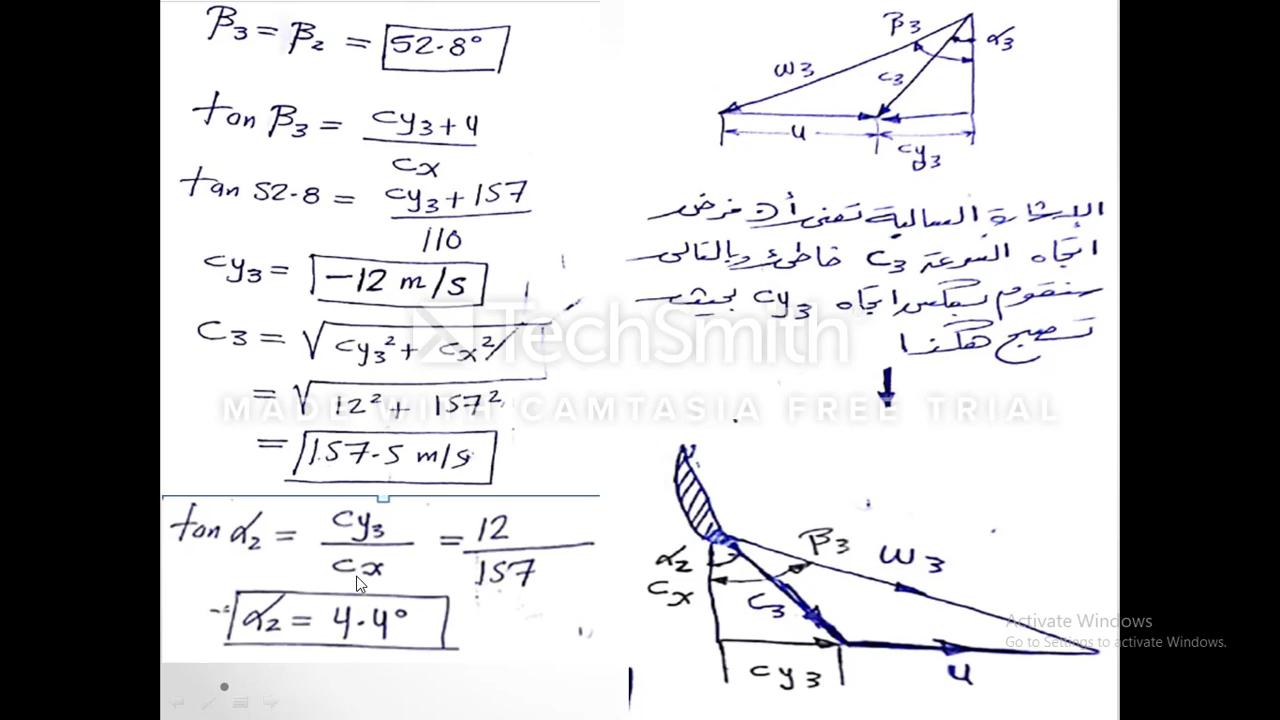 β3 = β2 = 52.8°
tan β3 = cy3 + u / cx
tan 52.8 = cy3 + 157 / 110
cy3 = -12 m/s
C3 = √ cy3² + cx²
= √ 12² + 157²
= 157.5 m/s
tan α2 = cy3 / cx = 12 / 157
α2 = 4.4°
β3
α3
w3
c3
u
cy3
الإشارة السالبة تعنى أن فرض
اتجاه السرعة c3 خاطئ وبالتالى
سنقوم بعكس اتجاه cy3 بحيث
تصبح هكذا
TechSmith
MADE WITH CAMTASIA FREE TRIAL
β3
w3
α2
cx
c3
cy3
u
Activate Windows
Go to Settings to activate Windows.